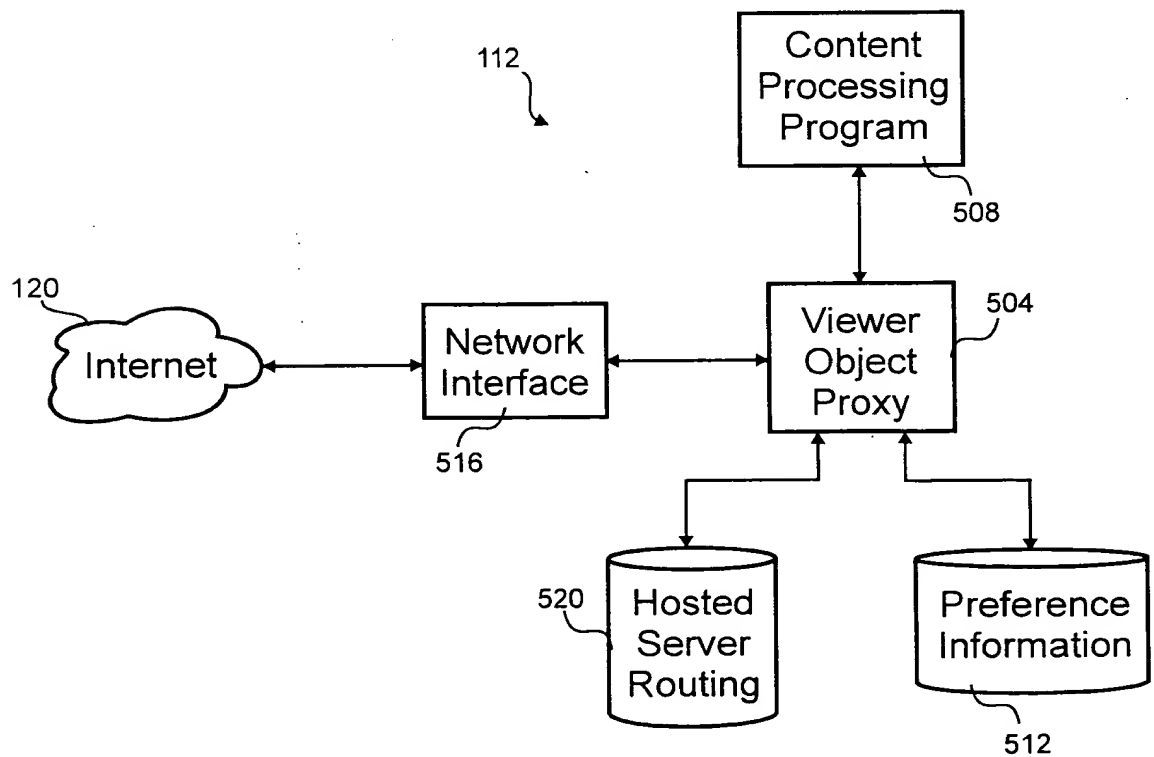 112
Content
Processing
Program
508
120
Internet
Network
Interface
516
Viewer
Object
Proxy
504
520
Hosted
Server
Routing
Preference
Information
512